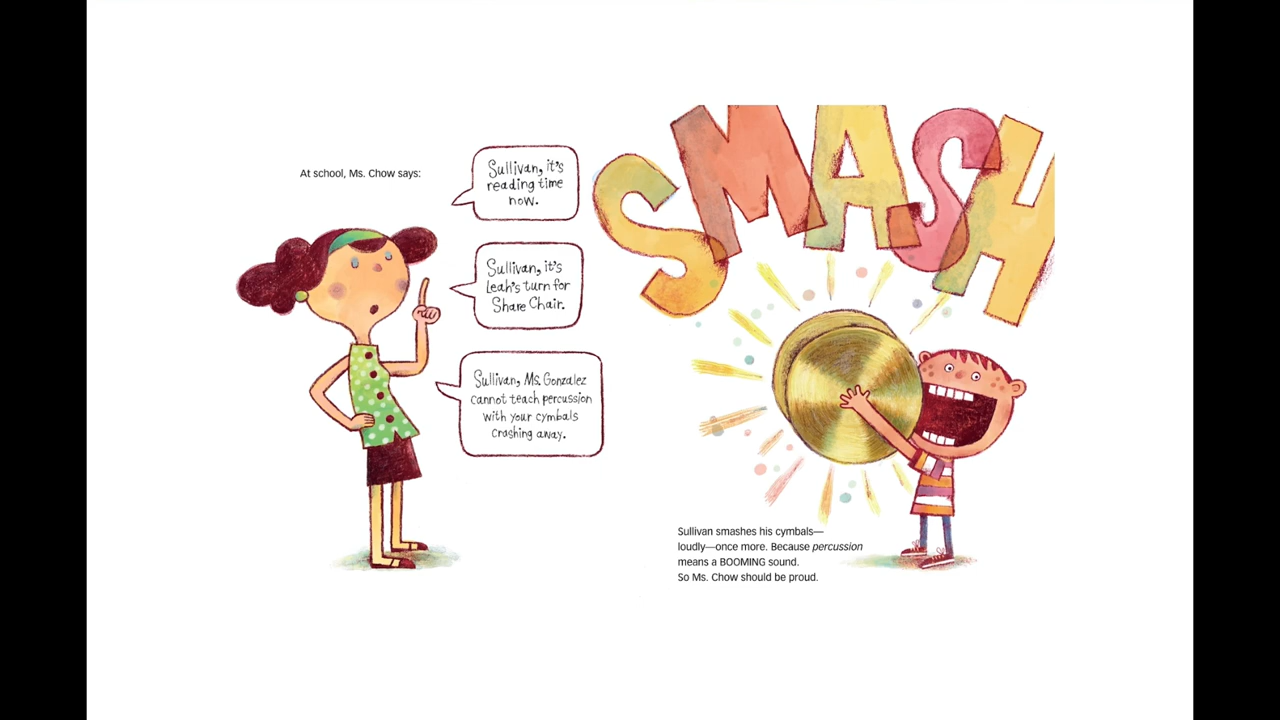 At school, Ms. Chow says:
Sullivan, it's
reading time
now.
Sullivan, it's
Leah's turn for
Share Chair.
Sullivan, Ms. Gonzalez
cannot teach percussion
with your cymbals
crashing away.
SMASH
Sullivan smashes his cymbals—
loudly—once more. Because percussion
means a BOOMING sound.
So Ms. Chow should be proud.